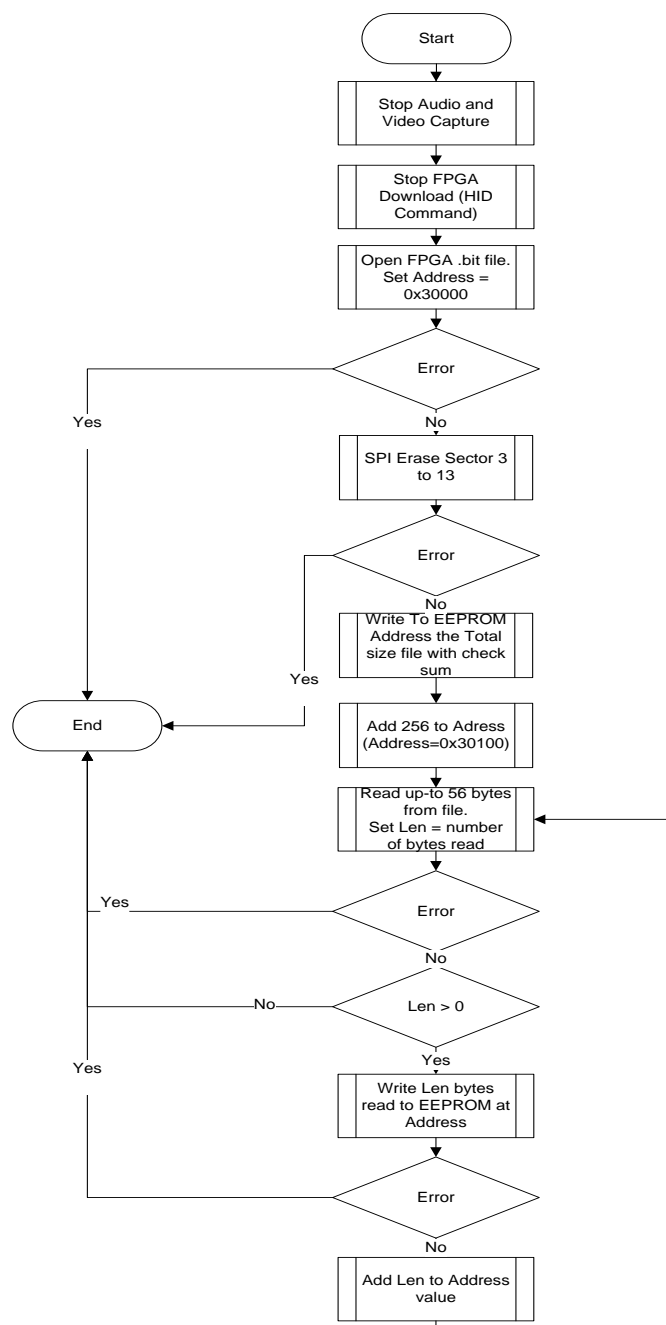 Start
Stop Audio and
Video Capture
Stop FPGA
Download (HID
Command)
Open FPGA .bit file.
Set Address =
0x30000
Error
Yes
No
SPI Erase Sector 3
to 13
Error
No
Yes
Write To EEPROM
Address the Total
size file with check
sum
End
Add 256 to Adress
(Address=0x30100)
Read up-to 56 bytes
from file.
Set Len = number
of bytes read
Error
Yes
No
Len > 0
No
Yes
Yes
Write Len bytes
read to EEPROM at
Address
Error
No
Add Len to Address
value